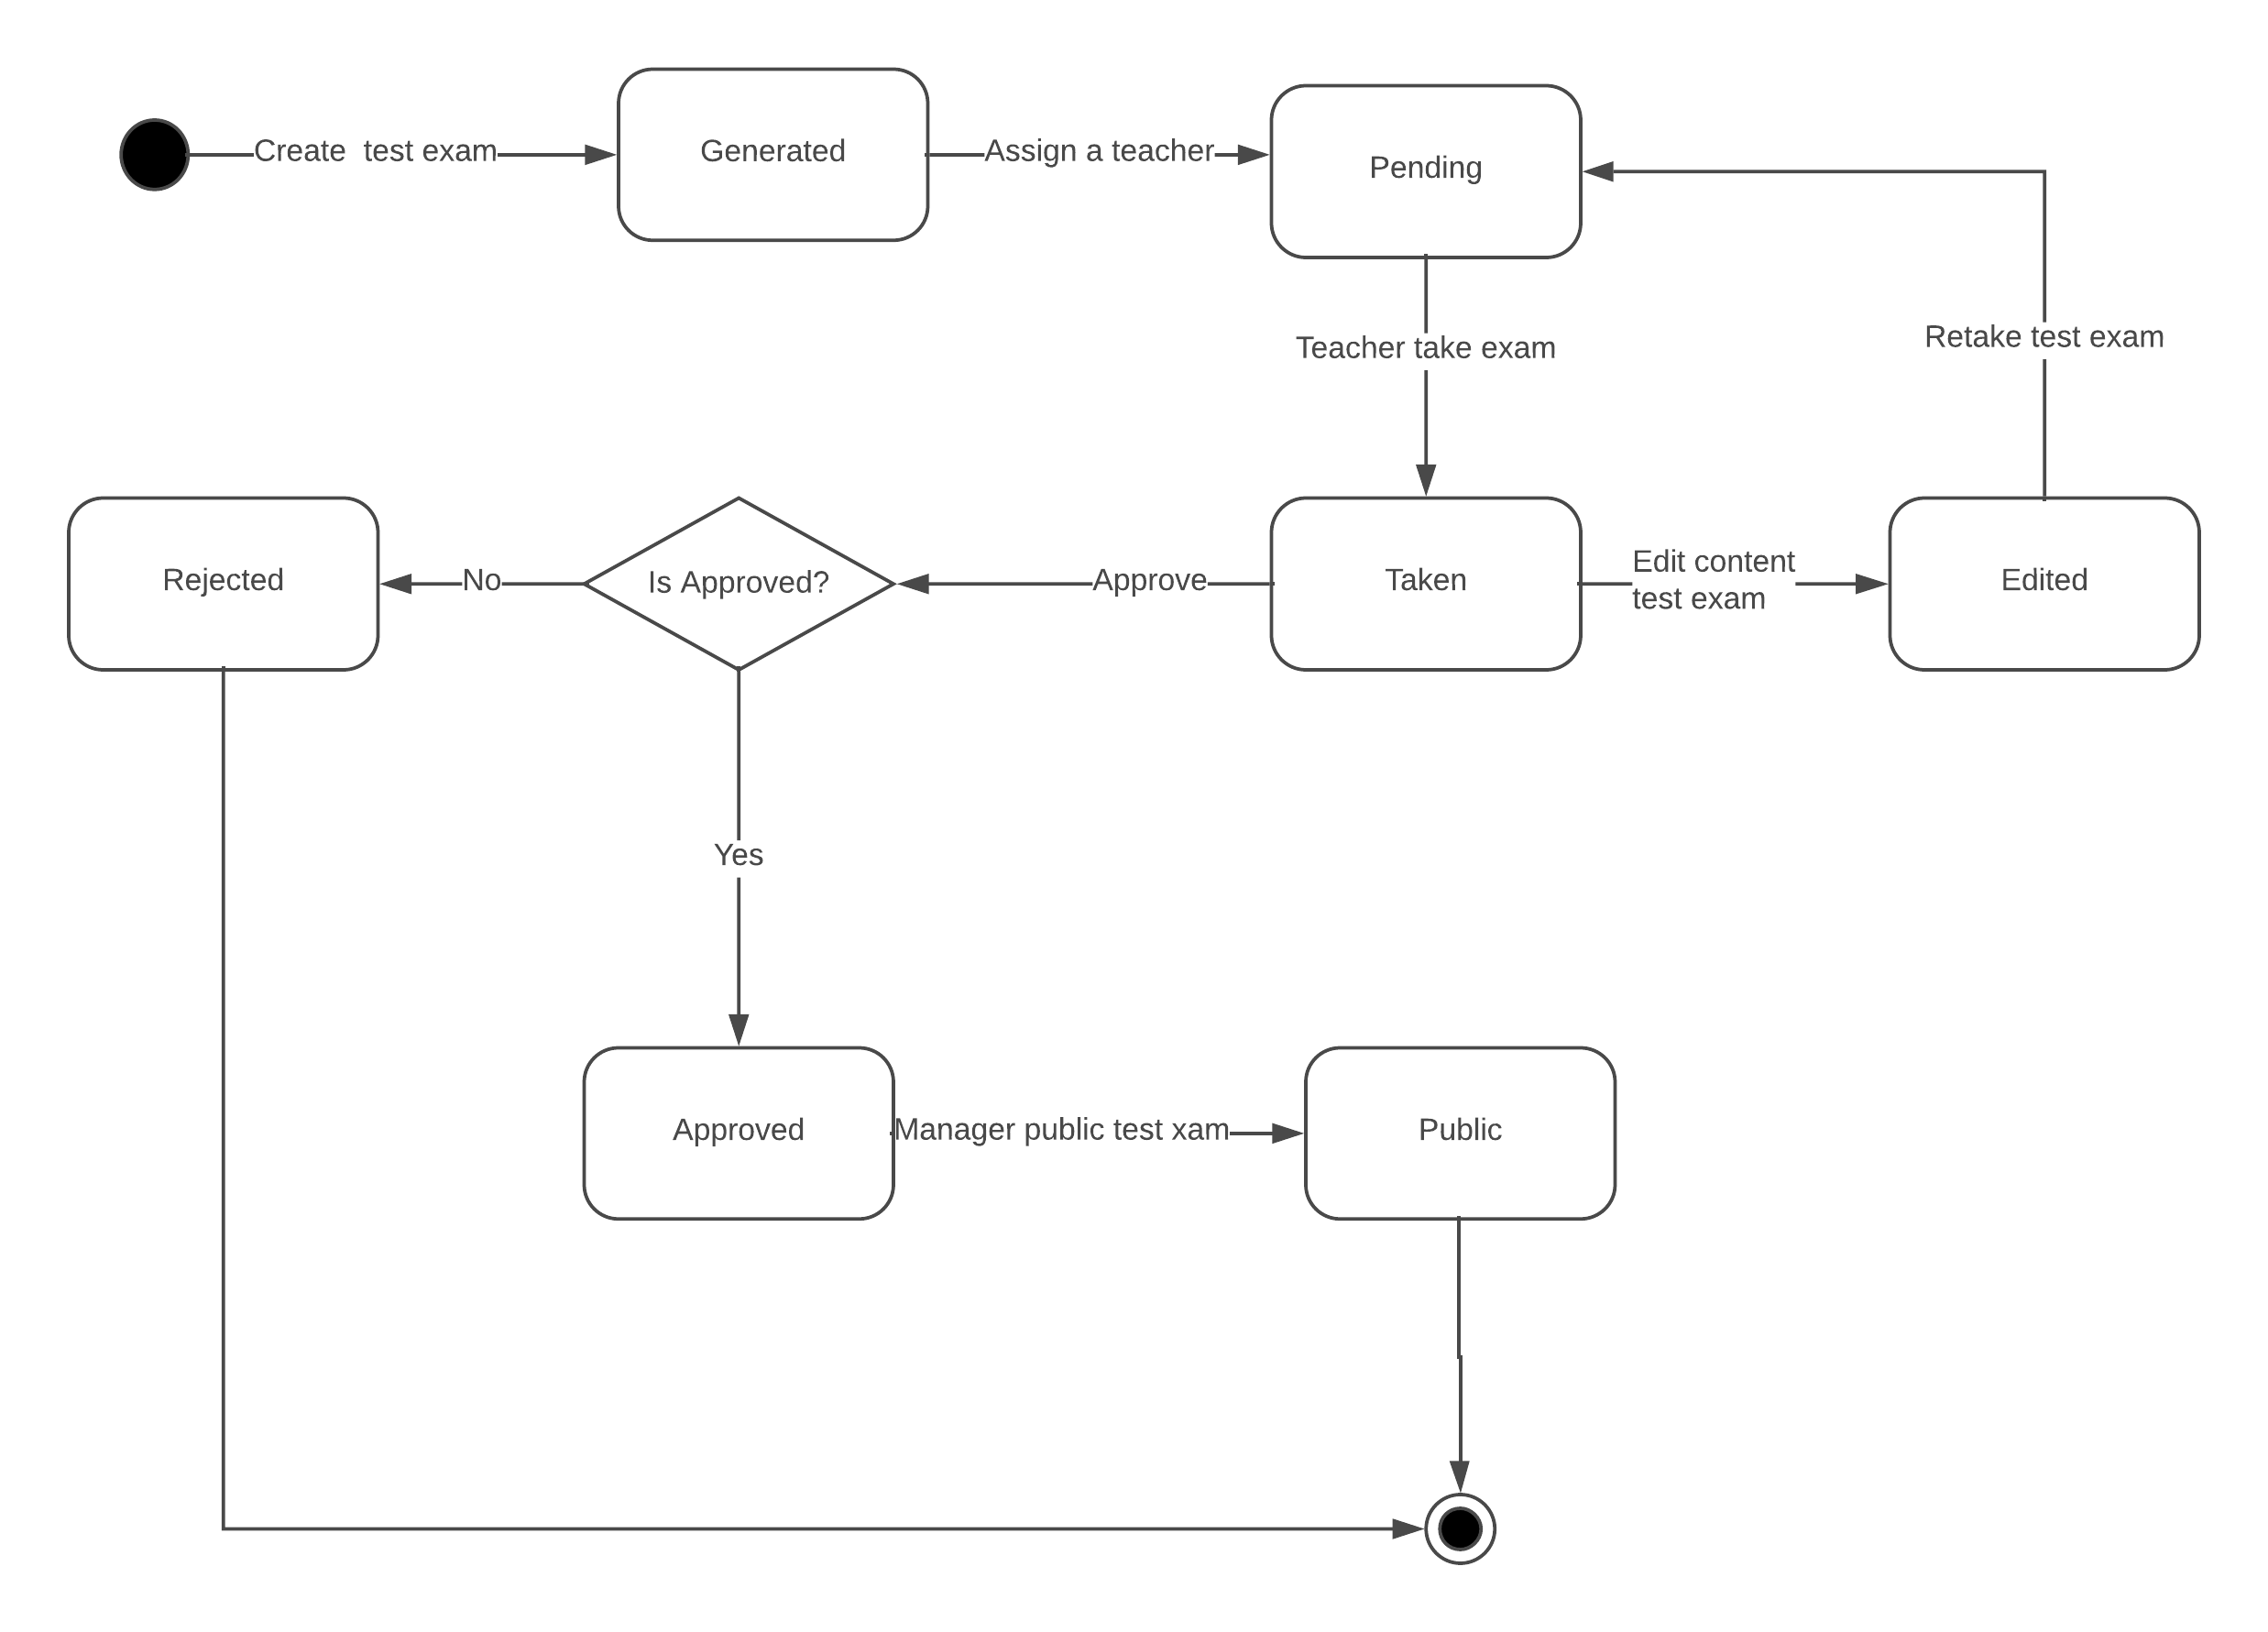 Create  test exam
Generated
Assign a teacher
Pending
Teacher take exam
Retake test exam
Rejected
No
Is Approved?
Approve
Taken
Edit content
test exam
Edited
Yes
Approved
Manager public test xam
Public